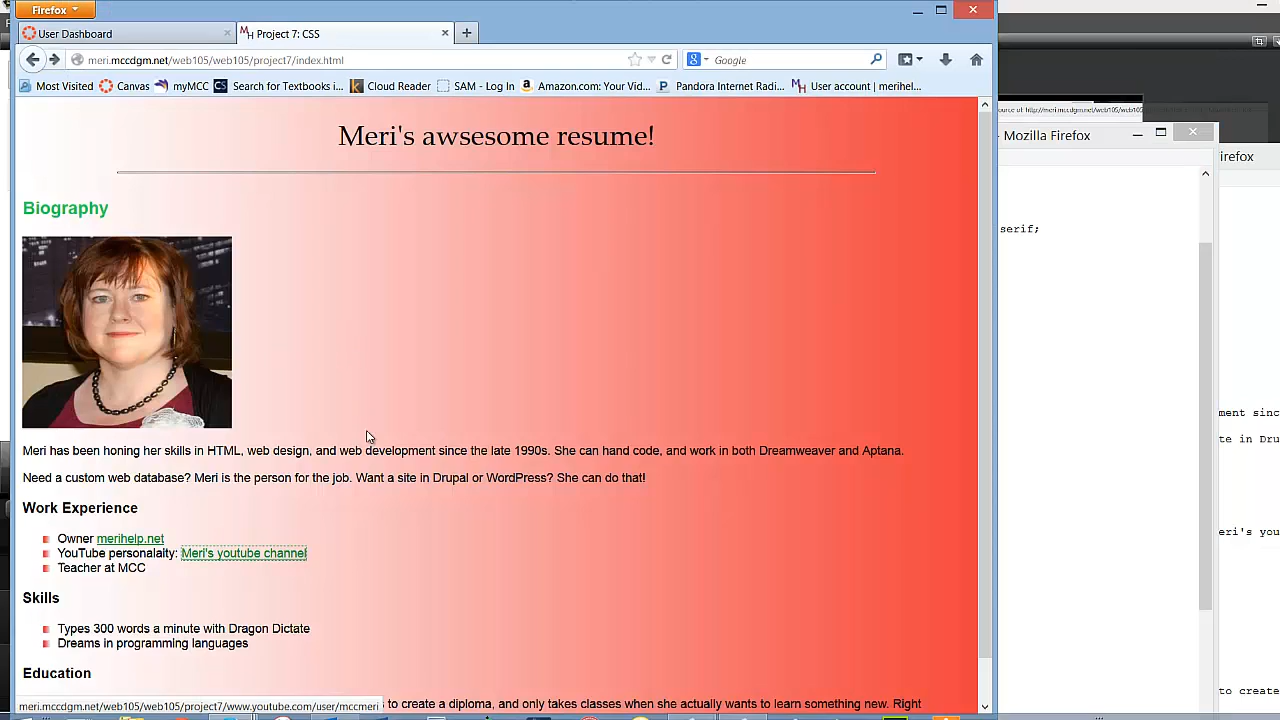 Firefox
User Dashboard
Project 7: CSS
meri.mccdgm.net/web105/web105/project7/index.html
Google
Most Visited
Canvas
myMCC
Search for Textbooks i...
Cloud Reader
SAM - Log In
Amazon.com: Your Vid...
Pandora Internet Radi...
User account | merihel...
Meri's awsesome resume!
Biography
Meri has been honing her skills in HTML, web design, and web development since the late 1990s. She can hand code, and work in both Dreamweaver and Aptana.
Need a custom web database? Meri is the person for the job. Want a site in Drupal or WordPress? She can do that!
Work Experience
Owner merihelp.net
YouTube personalaity: Meri's youtube channel
Teacher at MCC
Skills
Types 300 words a minute with Dragon Dictate
Dreams in programming languages
Education
to create a diploma, and only takes classes when she actually wants to learn something new. Right
meri.mccdgm.net/web105/web105/project7/www.youtube.com/user/mccmeri
- Mozilla Firefox
irefox
serif;
ment sinc
te in Dru
eri's you
to create